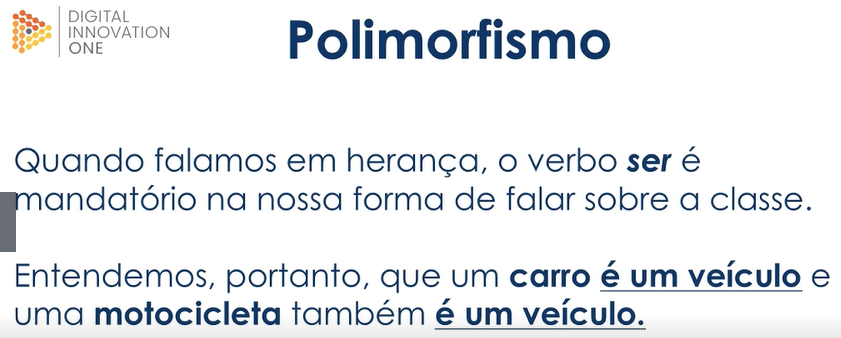 DIGITAL
INNOVATION
ONE
Polimorfismo
Quando falamos em herança, o verbo ser é
mandatório na nossa forma de falar sobre a classe.
Entendemos, portanto, que um carro é um veículo e
uma motocicleta também é um veículo.